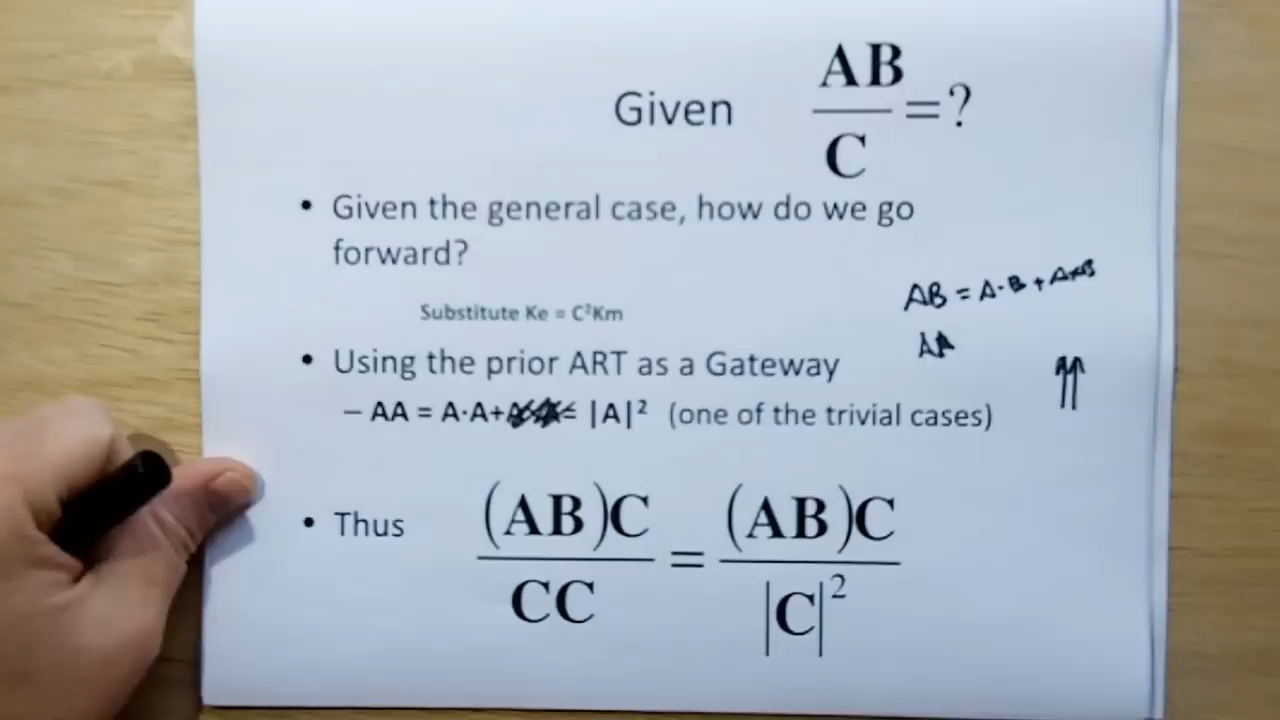 Given AB/C = ?
• Given the general case, how do we go
forward?
AB = A·B + A×B
Substitute Ke = C²Km
AA
• Using the prior ART as a Gateway
– AA = A·A+ = |A|² (one of the trivial cases)
• Thus (AB)C/CC = (AB)C/|C|²